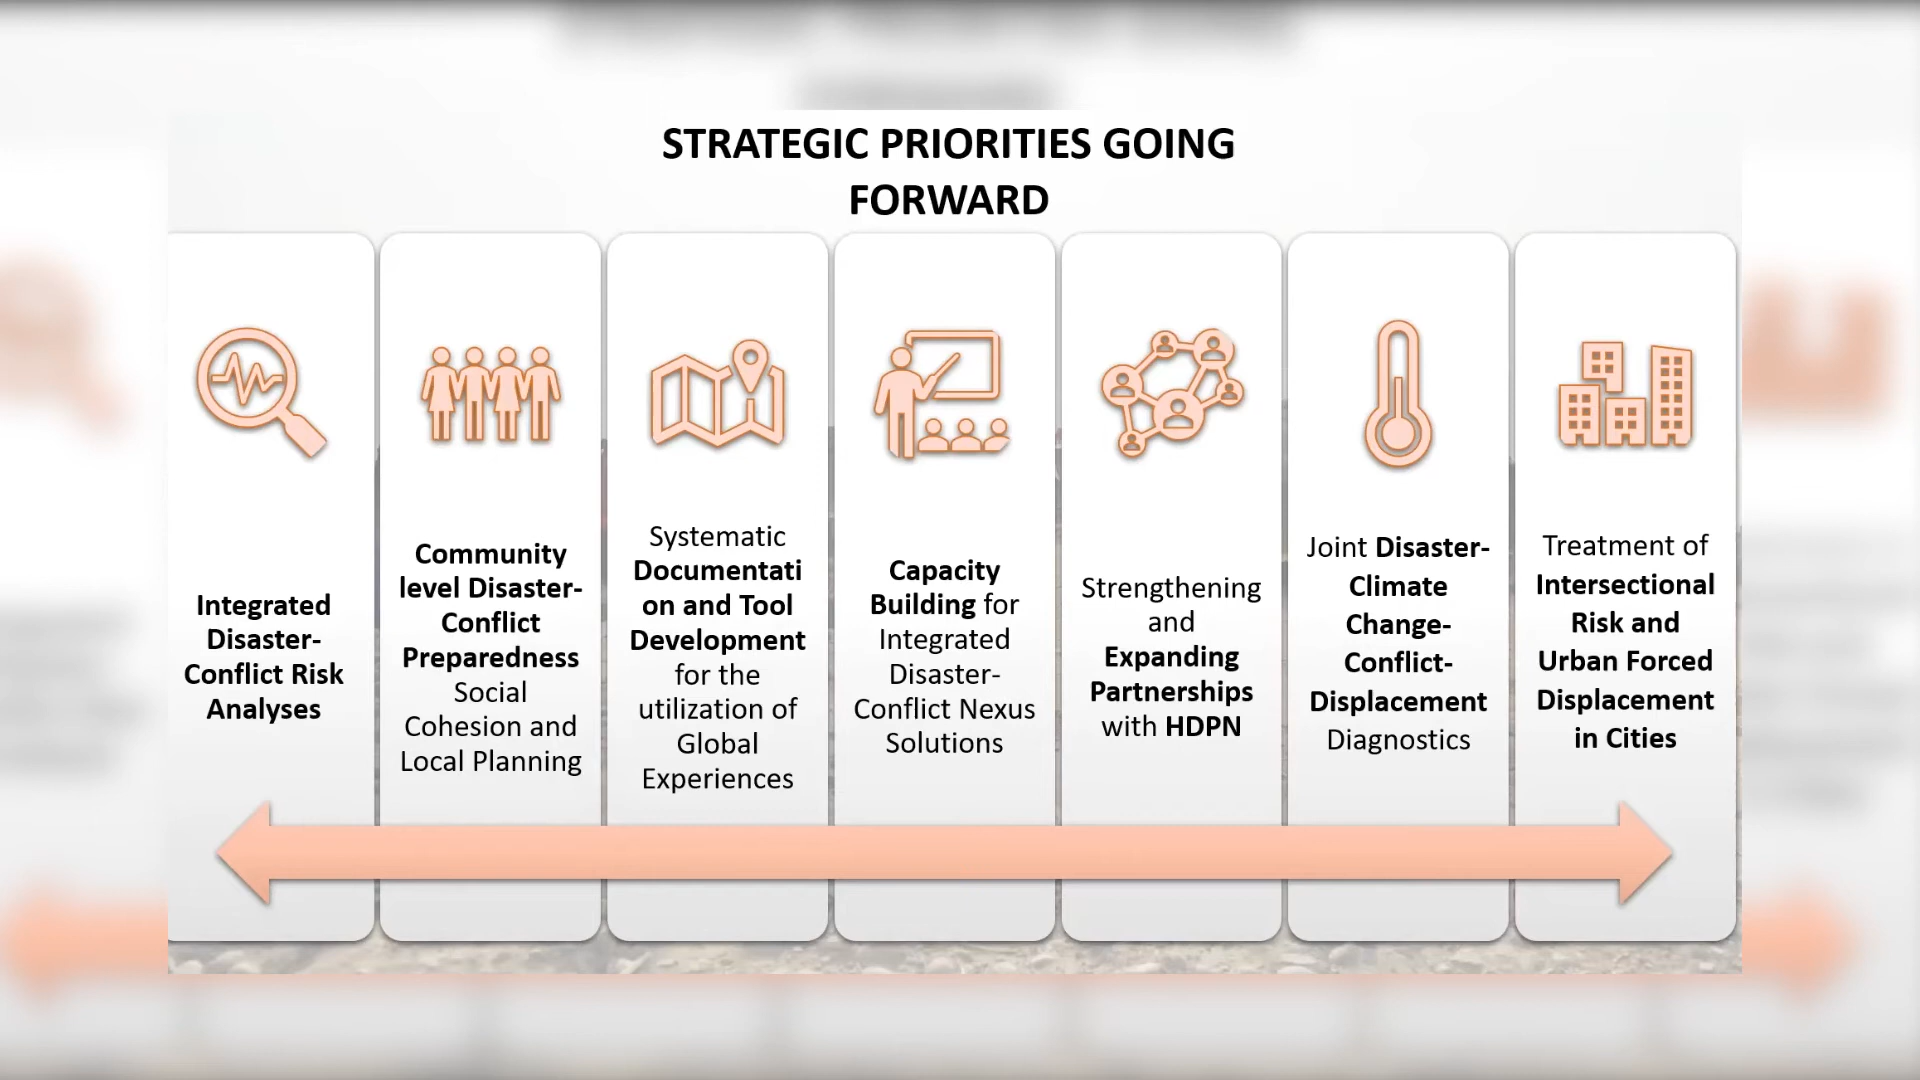 STRATEGIC PRIORITIES GOING
FORWARD
Integrated
Disaster-
Conflict Risk
Analyses
Community
level Disaster-
Conflict
Preparedness
Social
Cohesion and
Local Planning
Systematic
Documentati
on and Tool
Development
for the
utilization of
Global
Experiences
Capacity
Building for
Integrated
Disaster-
Conflict Nexus
Solutions
Strengthening
and
Expanding
Partnerships
with HDPN
Joint Disaster-
Climate
Change-
Conflict-
Displacement
Diagnostics
Treatment of
Intersectional
Risk and
Urban Forced
Displacement
in Cities